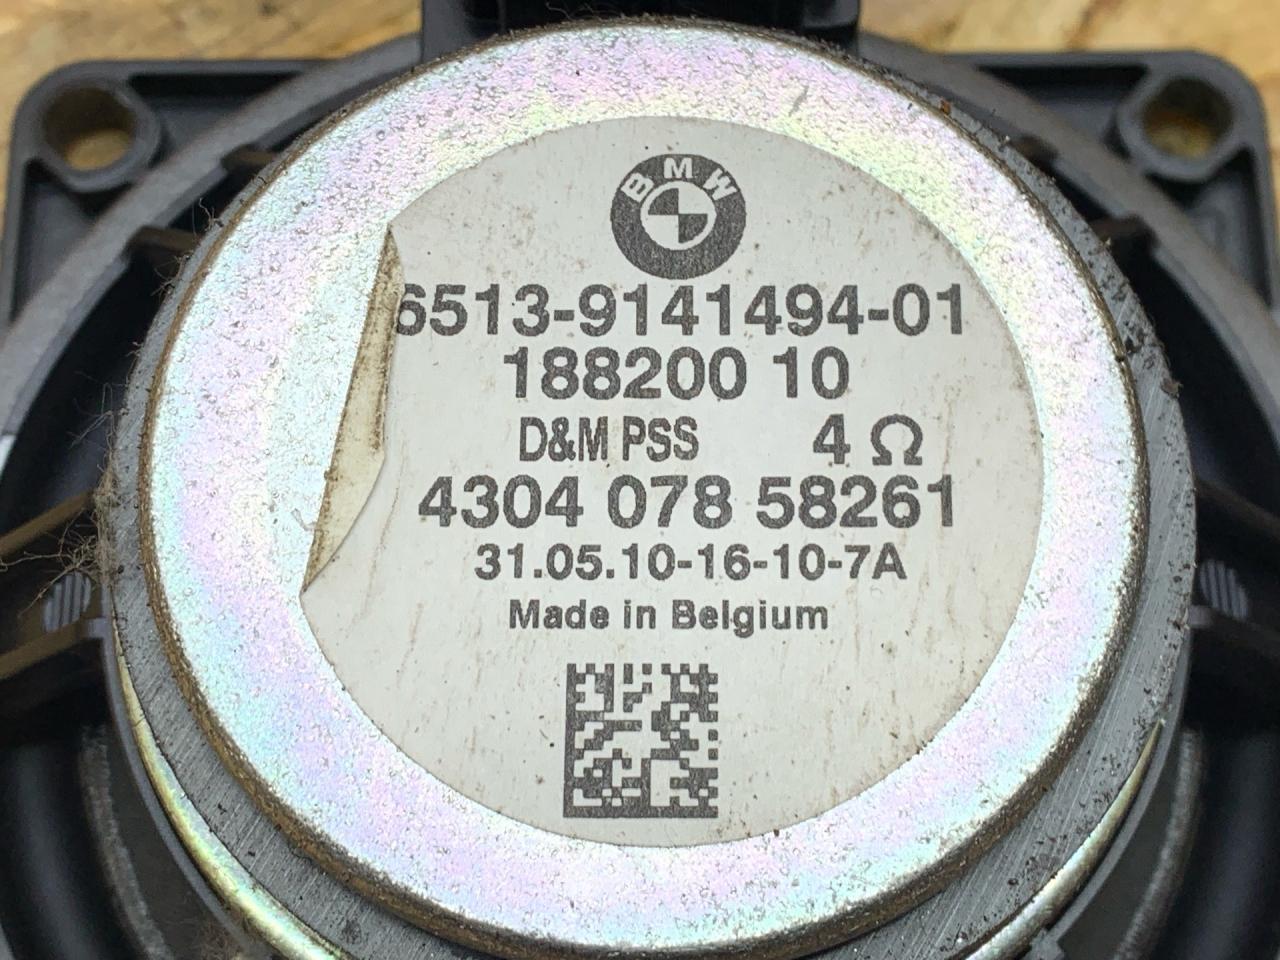 BMW
6513-9141494-01
188200 10
D&M PSS 4 Ω
4304 078 58261
31.05.10-16-10-7A
Made in Belgium